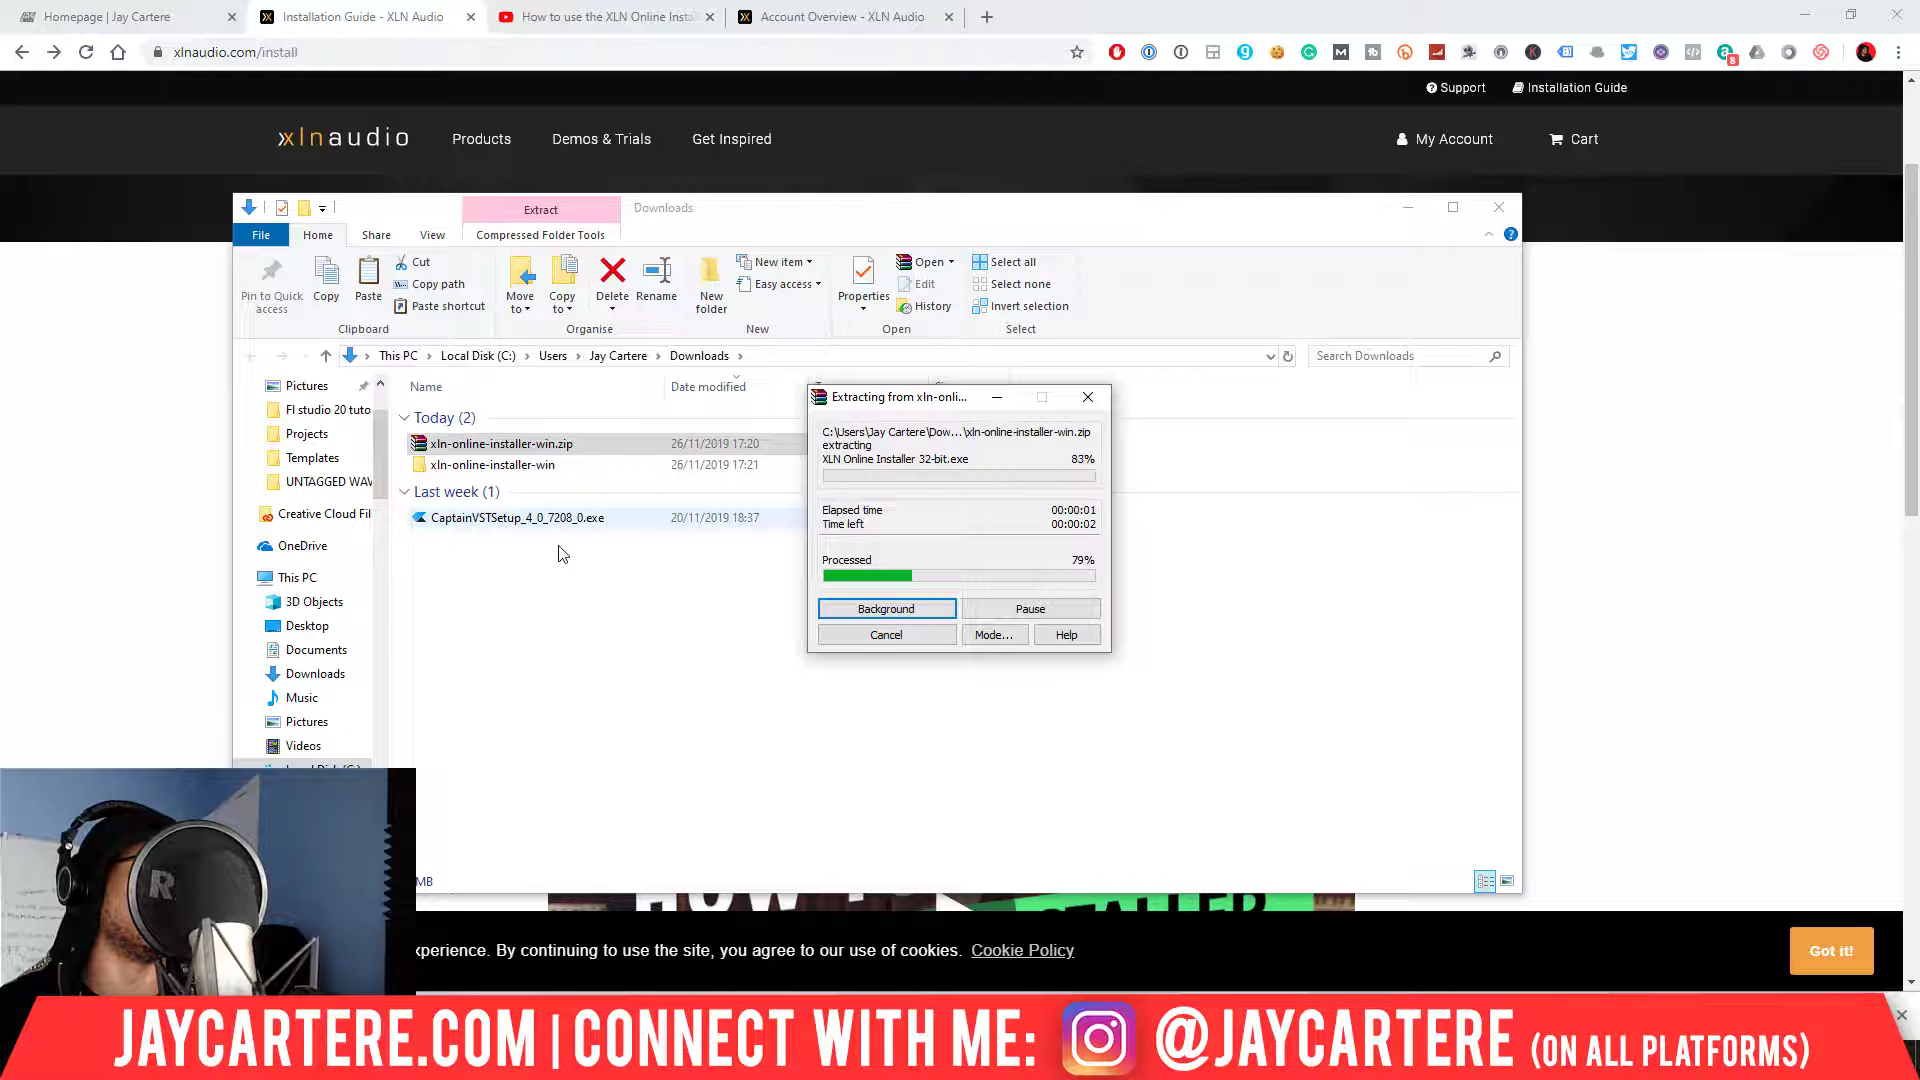 Homepage | Jay Cartere
Installation Guide - XLN Audio
How to use the XLN Online Insta
Account Overview - XLN Audio
xlnaudio.com/install
8
Support
Installation Guide
xlnaudio
Products
Demos & Trials
Get Inspired
My Account
Cart
Extract
Downloads
File
Home
Share
View
Compressed Folder Tools
Pin to Quick access
Copy
Paste
Cut
Copy path
Paste shortcut
Clipboard
Move to
Copy to
Delete
Rename
Organise
New folder
New item
Easy access
New
Properties
Open
Edit
History
Open
Select all
Select none
Invert selection
Select
This PC
Local Disk (C:)
Users
Jay Cartere
Downloads
Search Downloads
Pictures
Fl studio 20 tuto
Projects
Templates
UNTAGGED WAV
Creative Cloud Fil
OneDrive
This PC
3D Objects
Desktop
Documents
Downloads
Music
Pictures
Videos
Name
Date modified
Today (2)
xln-online-installer-win.zip
26/11/2019 17:20
xln-online-installer-win
26/11/2019 17:21
Last week (1)
CaptainVSTSetup_4_0_7208_0.exe
20/11/2019 18:37
Extracting from xln-onli...
C:\Users\Jay Cartere\Dow...\xln-online-installer-win.zip
extracting
XLN Online Installer 32-bit.exe
83%
Elapsed time
00:00:01
Time left
00:00:02
Processed
79%
Background
Pause
Cancel
Mode...
Help
MB
xperience. By continuing to use the site, you agree to our use of cookies. Cookie Policy
Got it!
JAYCARTERE.COM | CONNECT WITH ME: @JAYCARTERE (ON ALL PLATFORMS)